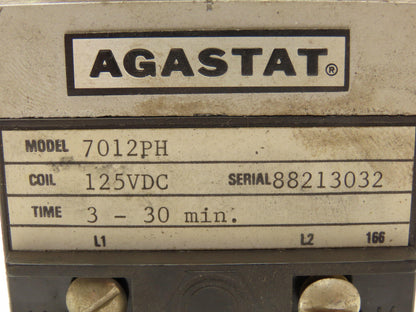 AGASTAT®
MODEL 7012PH
COIL 125VDC SERIAL 88213032
TIME 3 - 30 min.
L1 L2 166